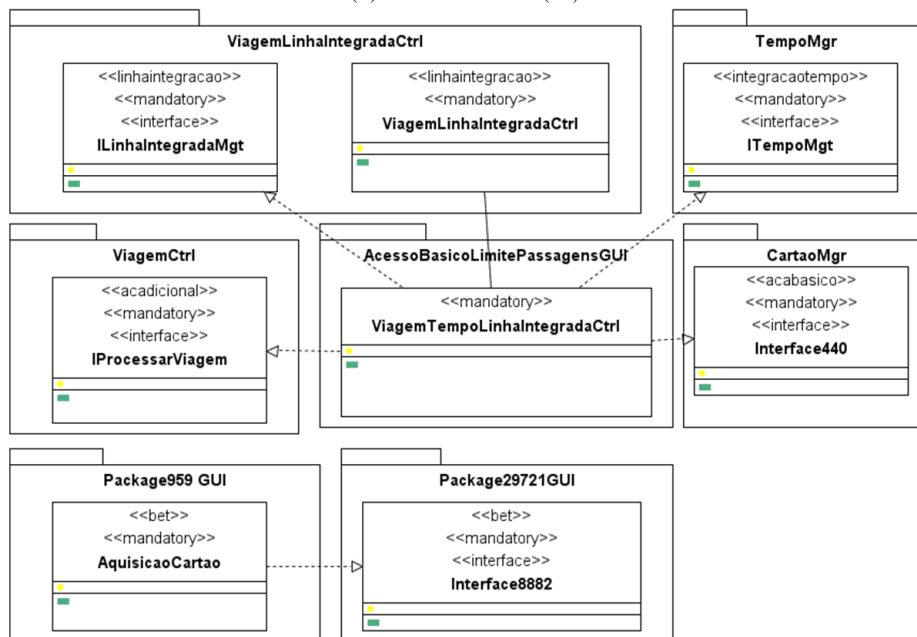 ViagemLinhaIntegradaCtrl
<<linhaintegracao>>
<<mandatory>>
<<interface>>
ILinhaIntegradaMgt
<<linhaintegracao>>
<<mandatory>>
ViagemLinhaIntegradaCtrl
TempoMgr
<<integracaotempo>>
<<mandatory>>
<<interface>>
ITempoMgt
ViagemCtrl
<<acadicional>>
<<mandatory>>
<<interface>>
IProcessarViagem
AcessoBasicoLimitePassagensGUI
<<mandatory>>
ViagemTempoLinhaIntegradaCtrl
CartaoMgr
<<acabasico>>
<<mandatory>>
<<interface>>
Interface440
Package959 GUI
<<bet>>
<<mandatory>>
AquisicaoCartao
Package29721GUI
<<bet>>
<<mandatory>>
<<interface>>
Interface8882